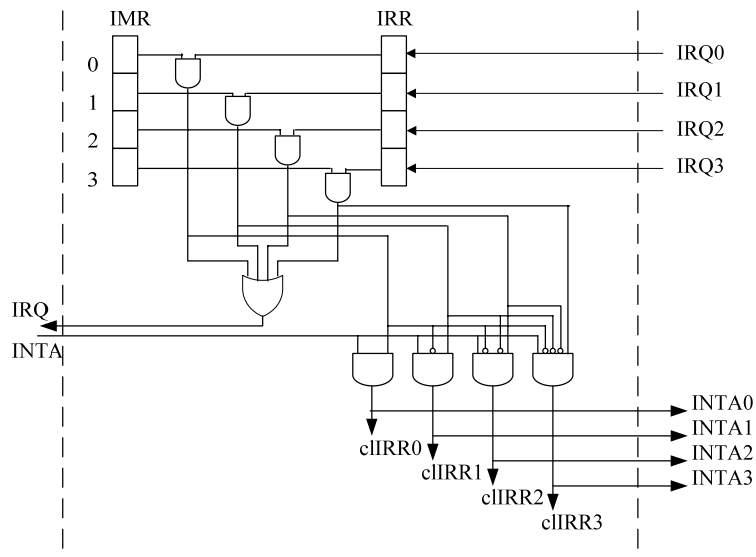 IMR
IRR
0
IRQ0
1
IRQ1
2
IRQ2
3
IRQ3
IRQ
INTA
INTA0
INTA1
clIRR0
INTA2
clIRR1
INTA3
clIRR2
clIRR3